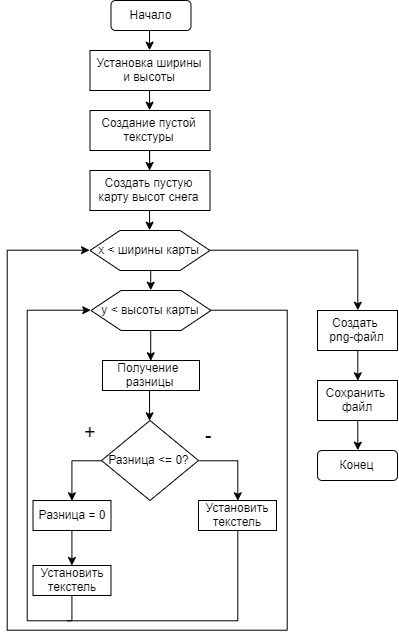 Начало
Установка ширины
и высоты
Создание пустой
текстуры
Создать пустую
карту высот снега
x < ширины карты
y < высоты карты
Получение
разницы
+
-
Разница <= 0?
Разница = 0
Установить
текстель
Установить
текстель
Создать
png-файл
Сохранить
файл
Конец